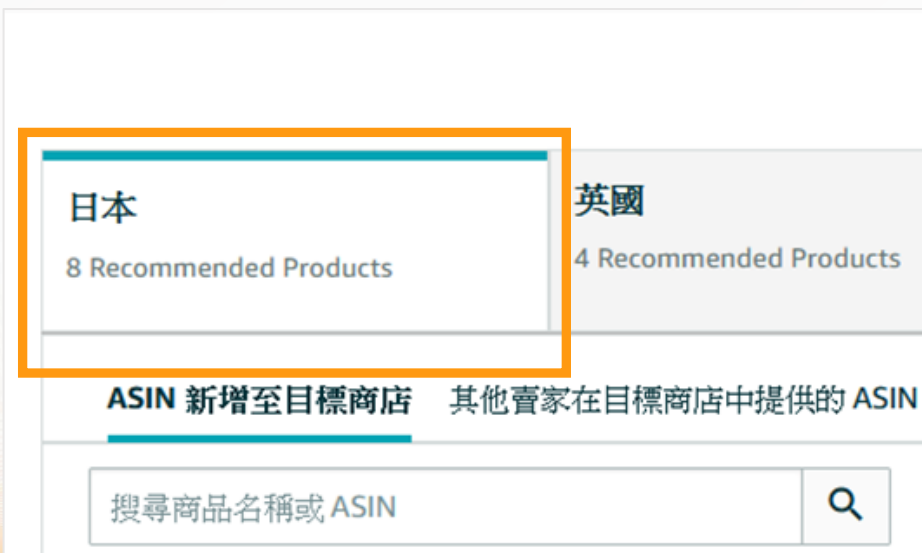 日本
8 Recommended Products
英國
4 Recommended Products
ASIN 新增至目標商店
其他賣家在目標商店中提供的 ASIN
搜尋商品名稱或 ASIN